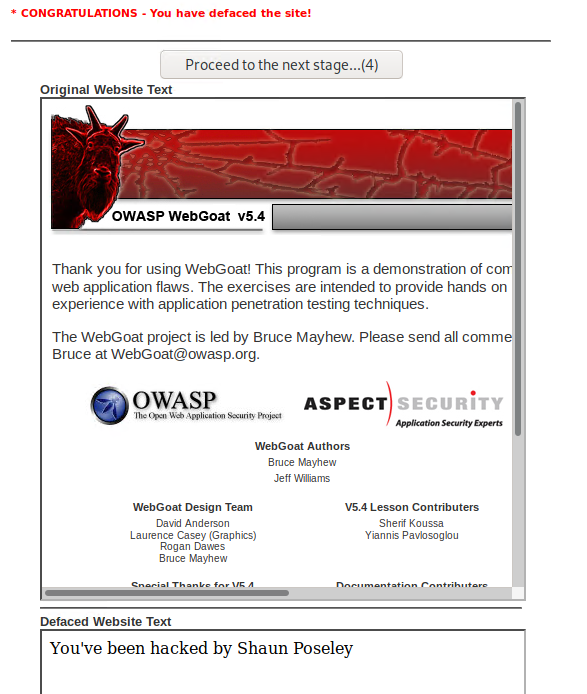 * CONGRATULATIONS - You have defaced the site!
Proceed to the next stage...(4)
Original Website Text
OWASP WebGoat v5.4
Thank you for using WebGoat! This program is a demonstration of com
web application flaws. The exercises are intended to provide hands on
experience with application penetration testing techniques.
The WebGoat project is led by Bruce Mayhew. Please send all comme
Bruce at WebGoat@owasp.org.
OWASP
The Open Web Application Security Project
ASPECT SECURITY
Application Security Experts
WebGoat Authors
Bruce Mayhew
Jeff Williams
WebGoat Design Team
David Anderson
Laurence Casey (Graphics)
Rogan Dawes
Bruce Mayhew
V5.4 Lesson Contributers
Sherif Koussa
Yiannis Pavlosoglou
Special Thanks for V5.4
Documentation Contributers
Defaced Website Text
You've been hacked by Shaun Poseley